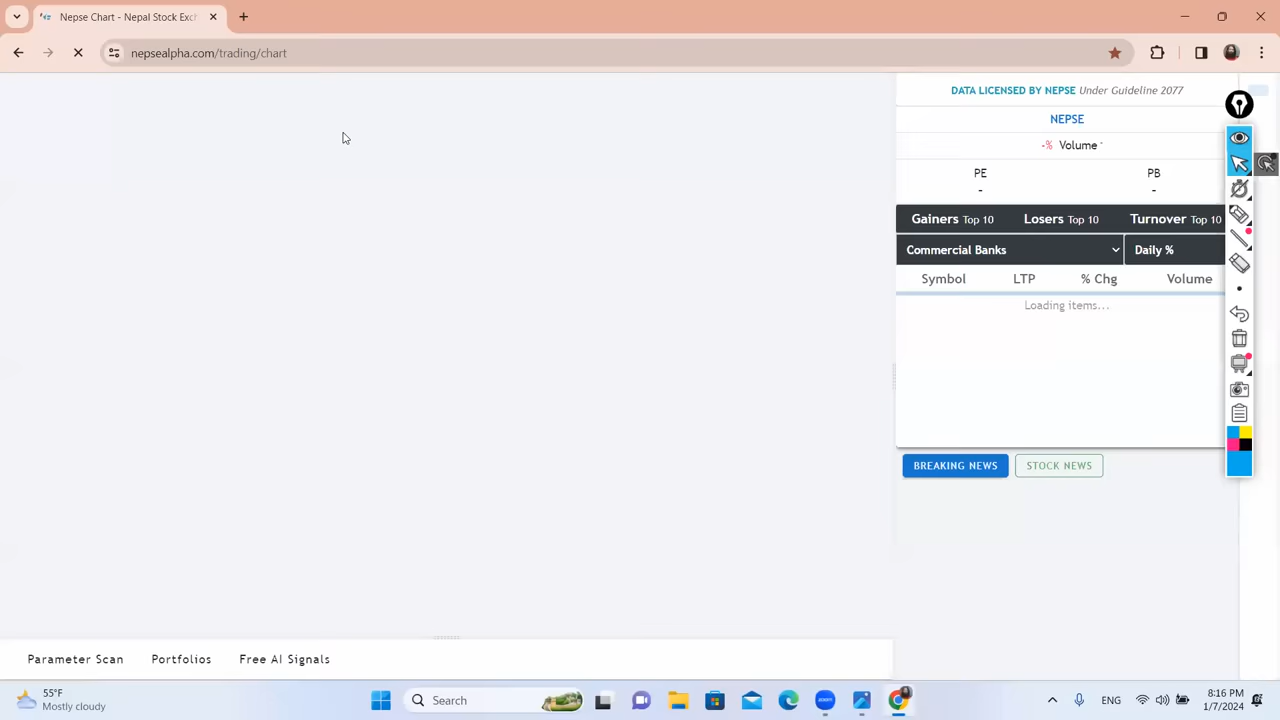 Nepse Chart - Nepal Stock Exch
nepsealpha.com/trading/chart
DATA LICENSED BY NEPSE Under Guideline 2077
NEPSE
-% Volume -
PE PB
- -
Gainers Top 10 Losers Top 10 Turnover Top 10
Commercial Banks Daily %
Symbol LTP % Chg Volume
Loading items...
BREAKING NEWS STOCK NEWS
Parameter Scan Portfolios Free AI Signals
55°F
Mostly cloudy
Search
zoom
ENG
8:16 PM
1/7/2024